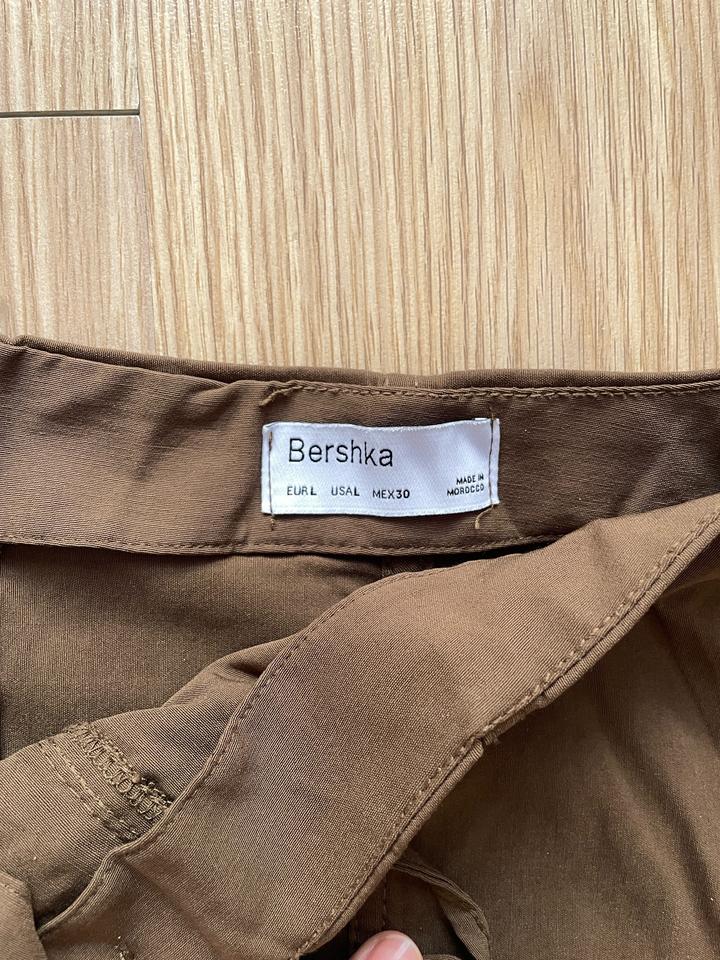 Bershka
EUR L USA L MEX 30
MADE IN
MOROCCO